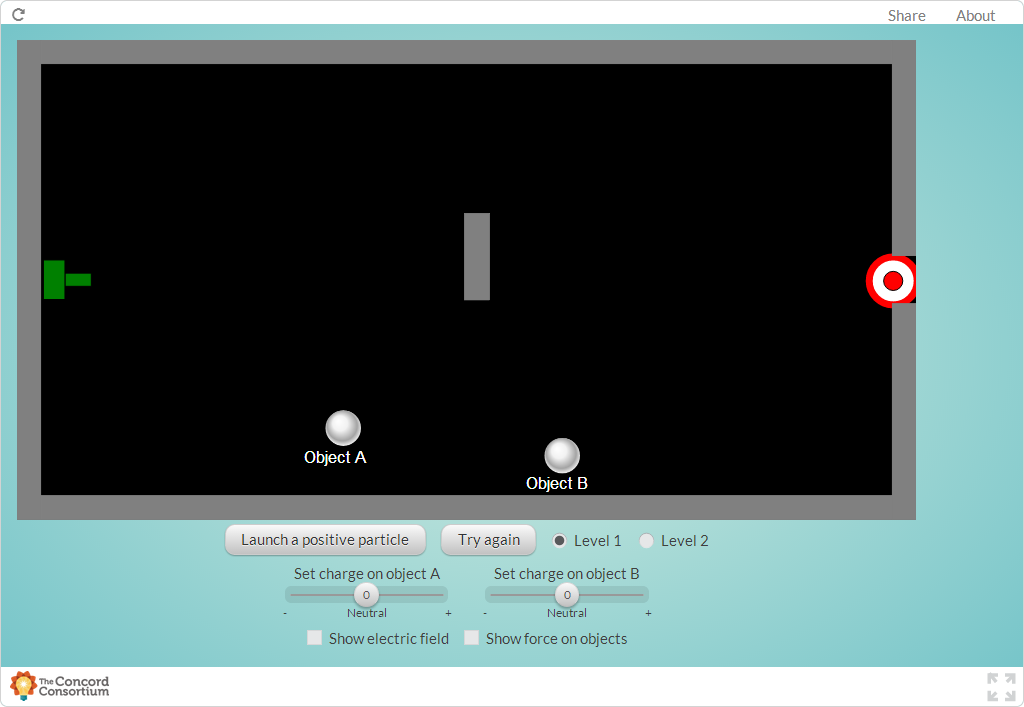 Share About
Object A
Object B
Launch a positive particle Try again Level 1 Level 2
Set charge on object A Set charge on object B
0 0
- Neutral + - Neutral +
Show electric field Show force on objects
The Concord
Consortium